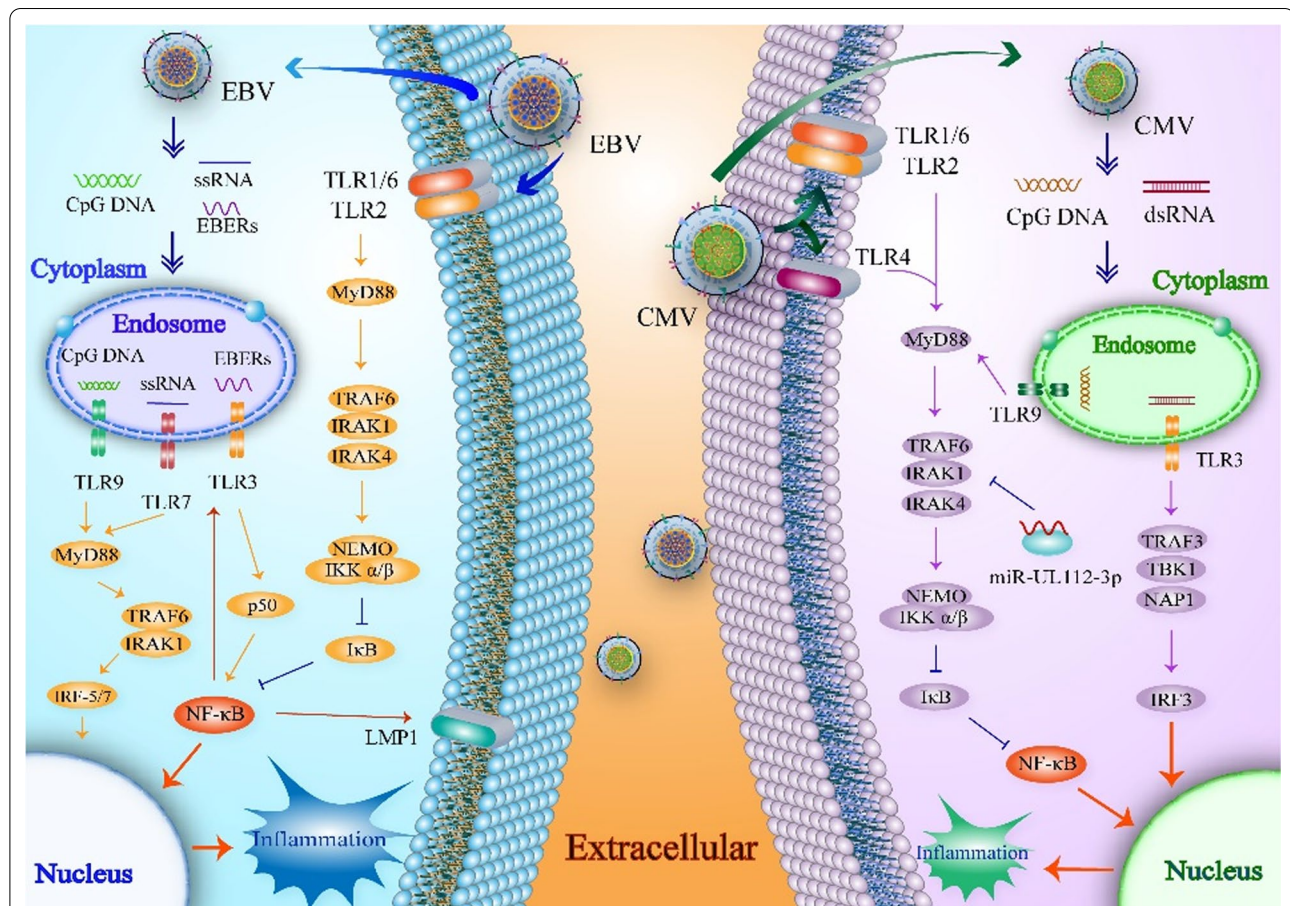 EBV
ssRNA
CpG DNA
EBERs
Cytoplasm
Endosome
CpG DNA
EBERs
ssRNA
TLR9
TLR7
TLR3
MyD88
TRAF6
IRAK1
p50
IRF-5/7
NF-κB
LMP1
Nucleus
Inflammation
EBV
TLR1/6
TLR2
MyD88
TRAF6
IRAK1
IRAK4
NEMO
IKK α/β
IκB
Extracellular
CMV
TLR1/6
TLR2
TLR4
MyD88
TRAF6
IRAK1
IRAK4
miR-UL112-3p
NEMO
IKK α/β
IκB
NF-κB
Inflammation
CMV
CpG DNA
dsRNA
Cytoplasm
Endosome
TLR9
TLR3
TRAF3
TBK1
NAP1
IRF3
Nucleus